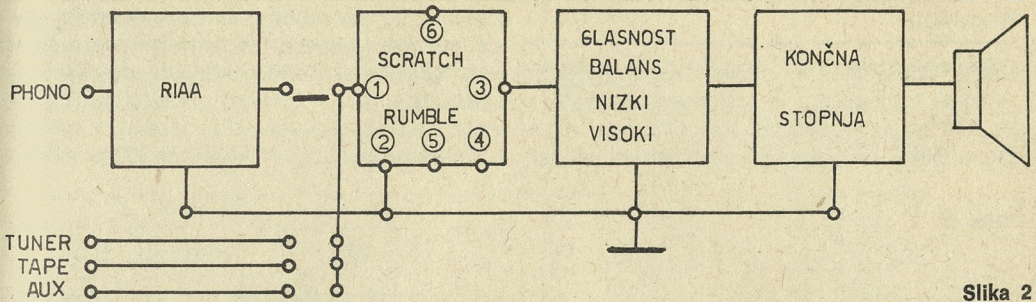 PHONO
RIAA
6
SCRATCH
1
3
RUMBLE
2 5 4
GLASNOST
BALANS
NIZKI
VISOKI
KONČNA
STOPNJA
TUNER
TAPE
AUX
Slika 2